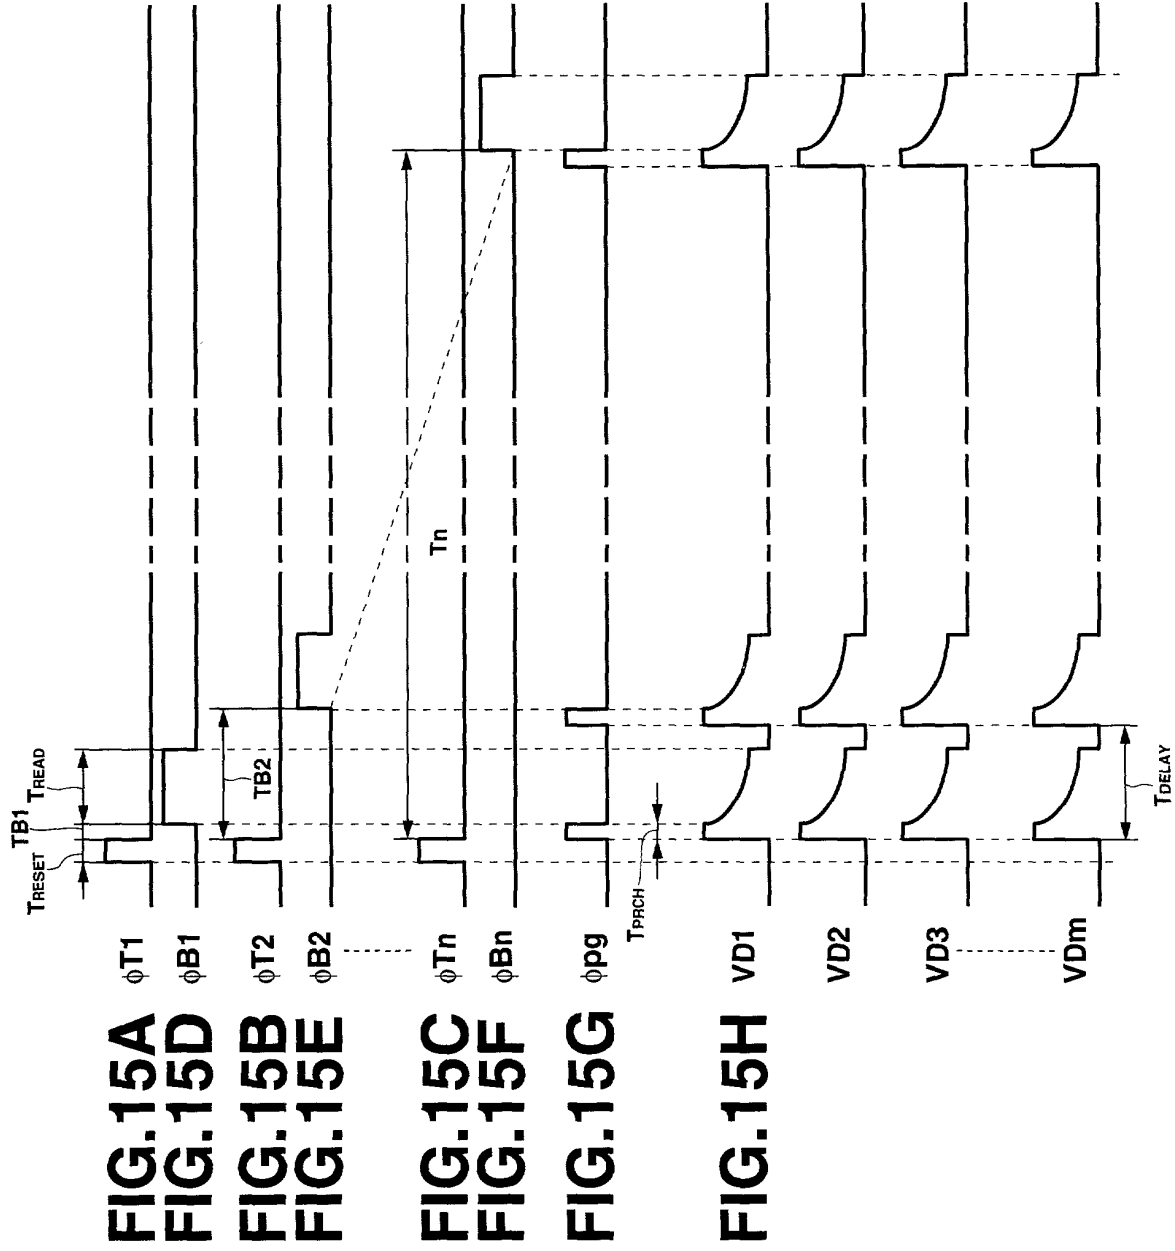 FIG.15A φT1
FIG.15D φB1
FIG.15B φT2
FIG.15E φB2
FIG.15C φTn
FIG.15F φBn
FIG.15G φpg
FIG.15H VD1
VD2
VD3
VDm
TRESET
TB1
TREAD
TB2
Tn
TPRCH
TDELAY